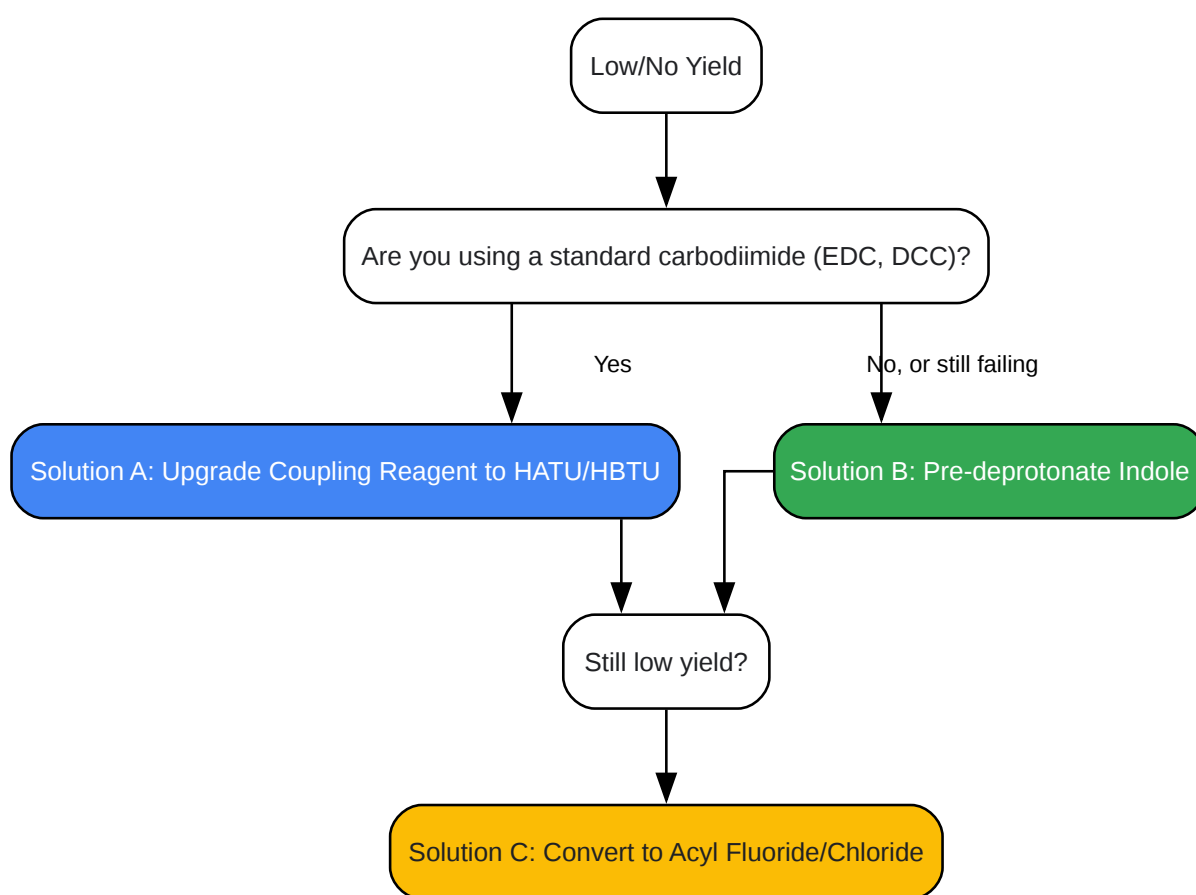 Low/No Yield
Are you using a standard carbodiimide (EDC, DCC)?
Yes
No, or still failing
Solution A: Upgrade Coupling Reagent to HATU/HBTU
Solution B: Pre-deprotonate Indole
Still low yield?
Solution C: Convert to Acyl Fluoride/Chloride